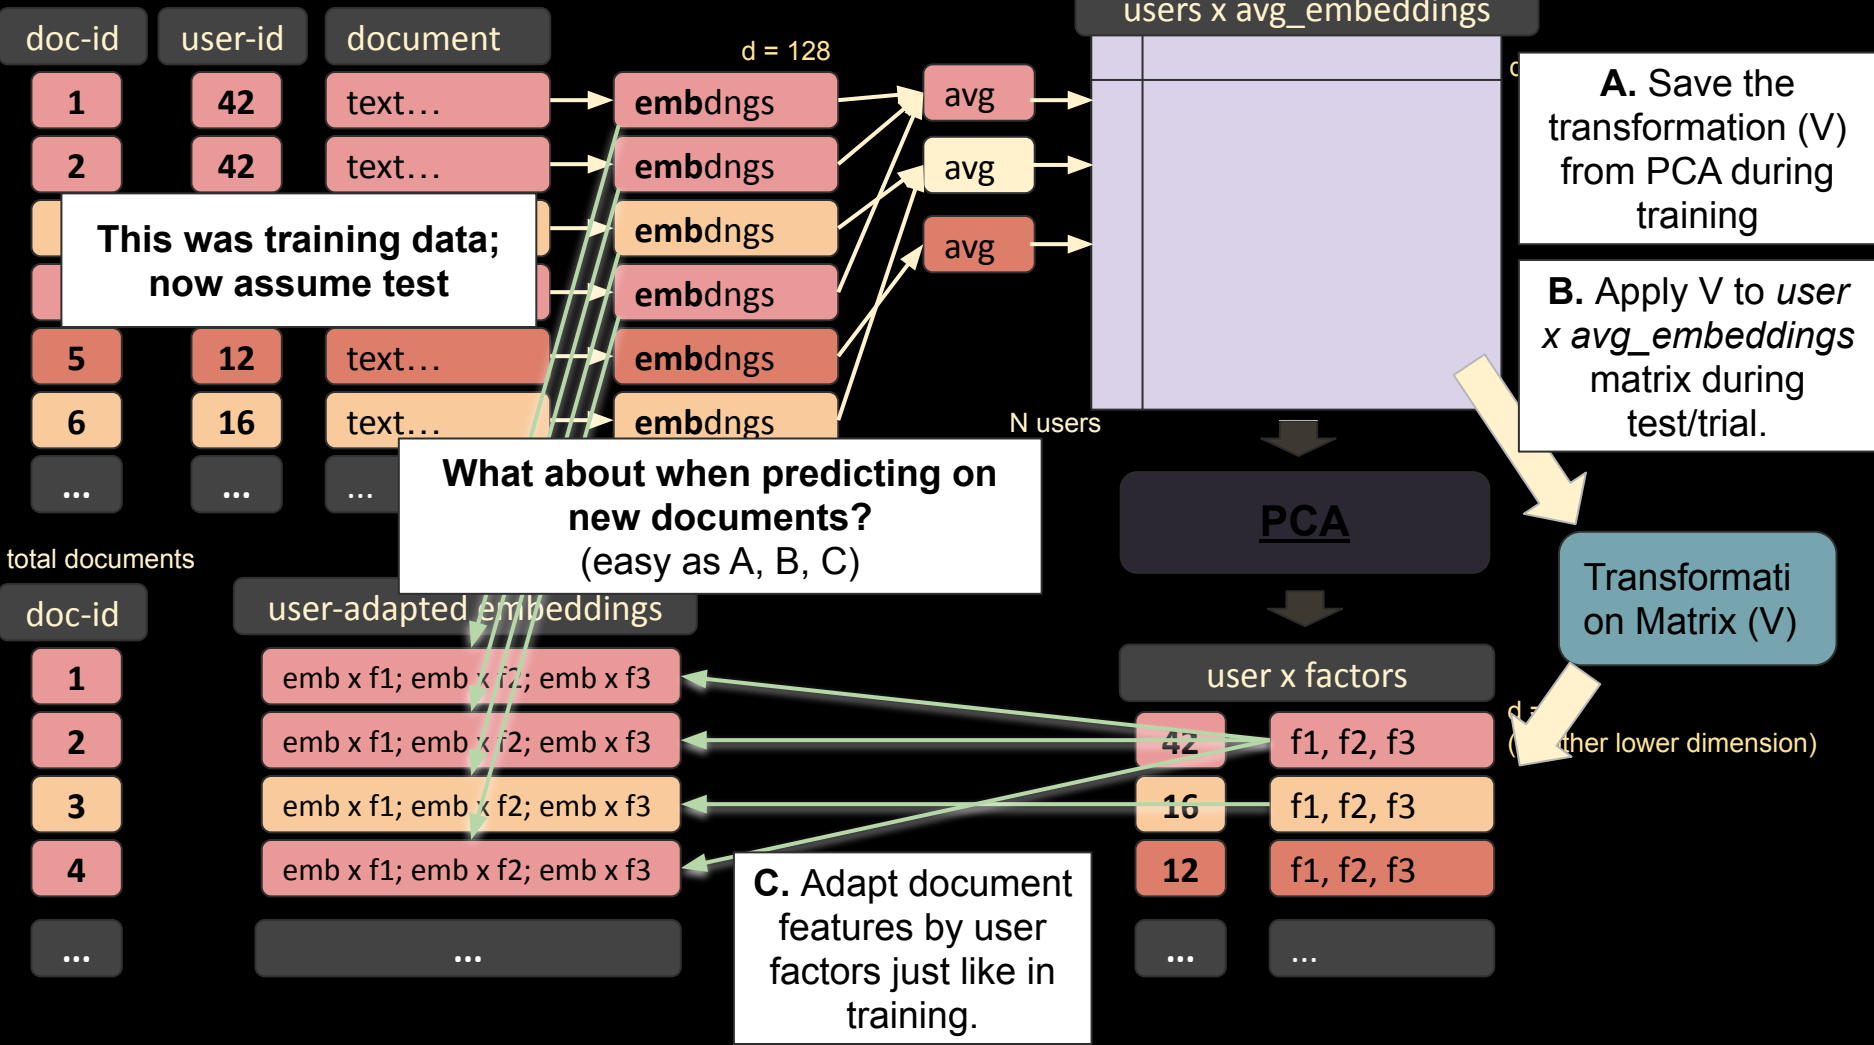 users x avg_embeddings
doc-id user-id document
d = 128
1 42 text… embdngs avg
2 42 text… embdngs avg
embdngs
avg
embdngs
5 12 text… embdngs
6 16 text… embdngs
... ... ...
This was training data;
now assume test
A. Save the
transformation (V)
from PCA during
training
B. Apply V to user
x avg_embeddings
matrix during
test/trial.
N users
What about when predicting on
new documents?
(easy as A, B, C)
PCA
Transformati
on Matrix (V)
total documents
doc-id user-adapted embeddings
1 emb x f1; emb x f2; emb x f3
2 emb x f1; emb x f2; emb x f3
3 emb x f1; emb x f2; emb x f3
4 emb x f1; emb x f2; emb x f3
... ...
user x factors
d =
lower dimension)
42 f1, f2, f3
16 f1, f2, f3
12 f1, f2, f3
... ...
C. Adapt document
features by user
factors just like in
training.